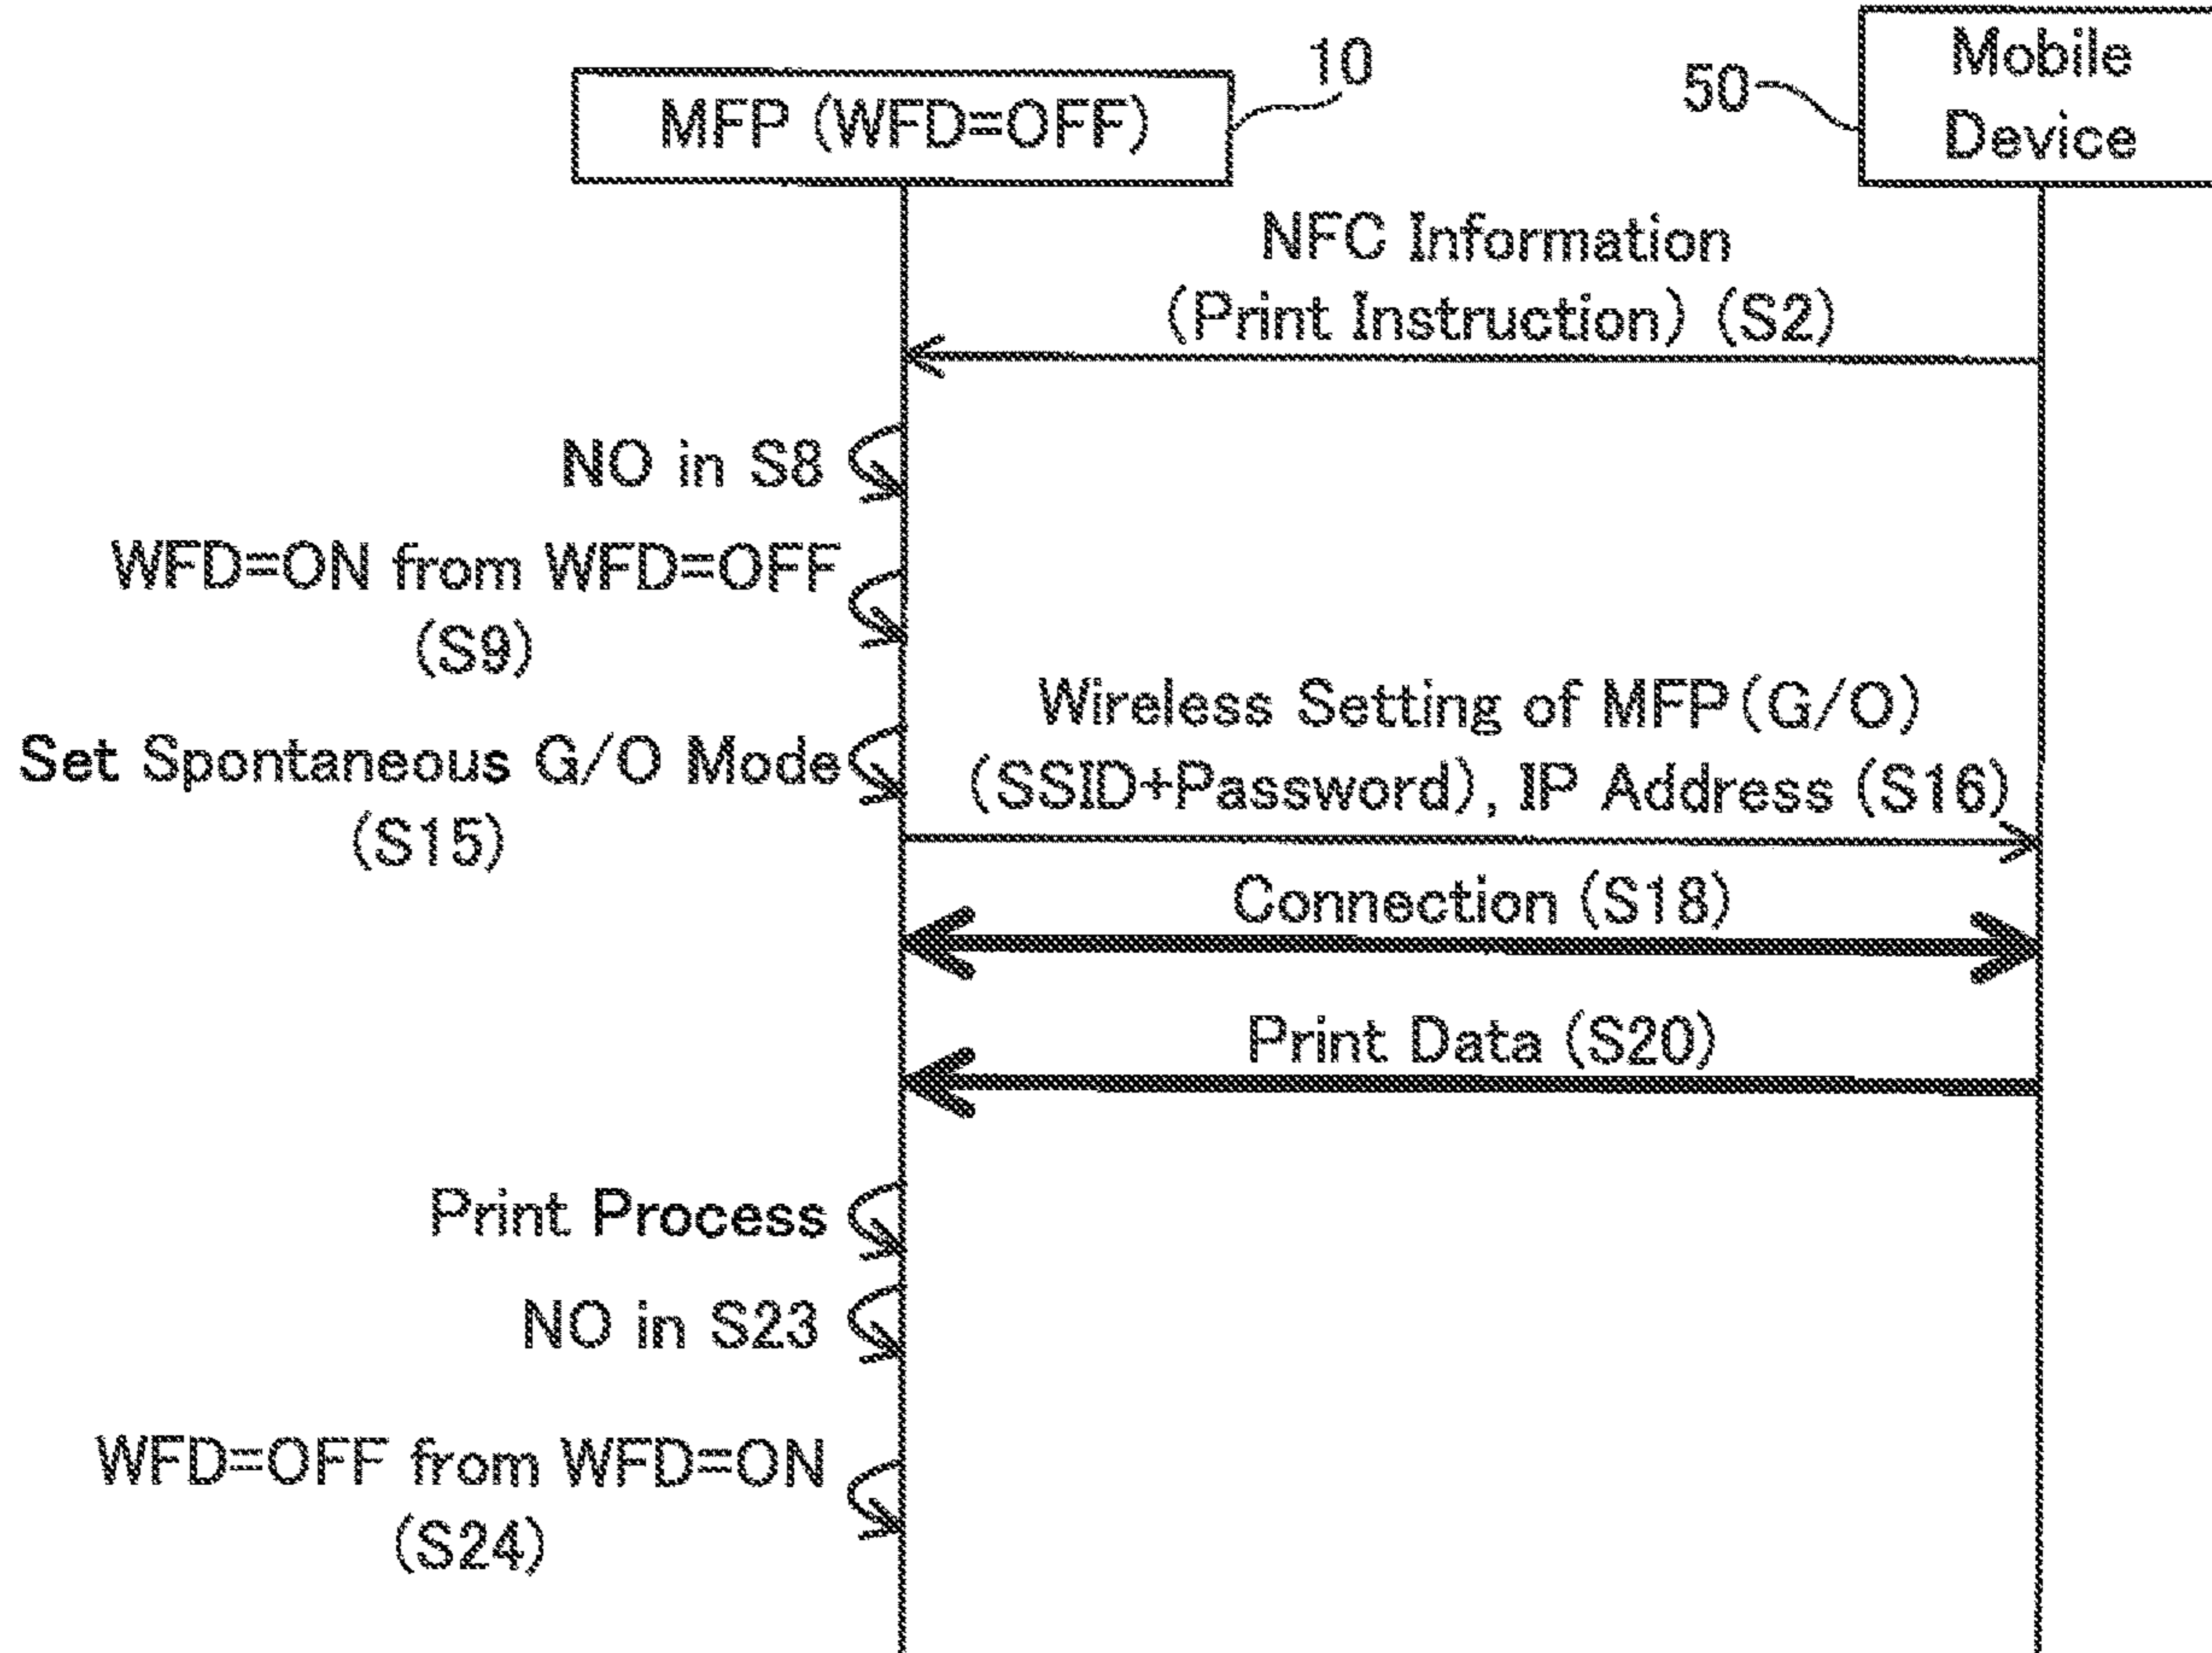 10
MFP (WFD=OFF)
50
Mobile
Device
NFC Information
(Print Instruction) (S2)
NO in S8
WFD=ON from WFD=OFF
(S9)
Wireless Setting of MFP(G/O)
(SSID+Password), IP Address (S16)
Set Spontaneous G/O Mode
(S15)
Connection (S18)
Print Data (S20)
Print Process
NO in S23
WFD=OFF from WFD=ON
(S24)